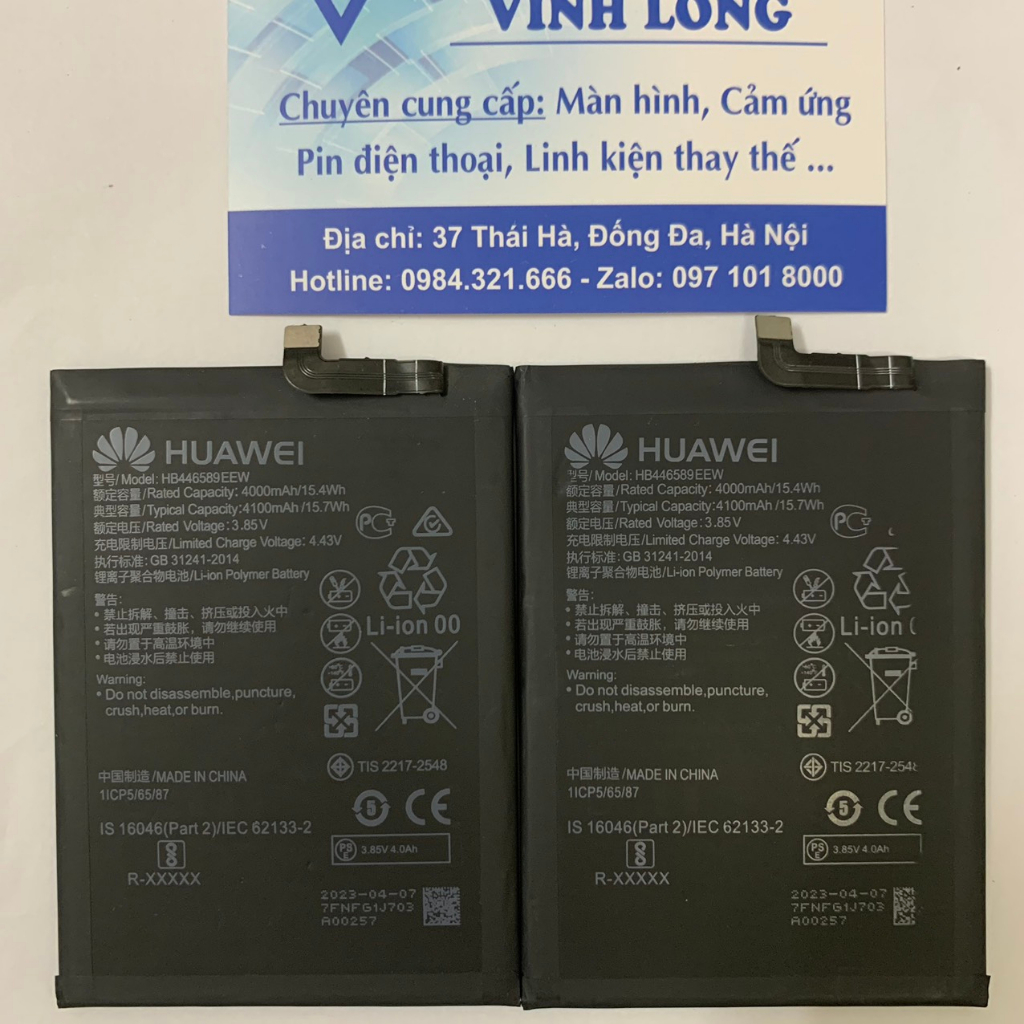 VĨNH LONG
Chuyên cung cấp: Màn hình, Cảm ứng
Pin điện thoại, Linh kiện thay thế ...
Địa chỉ: 37 Thái Hà, Đống Đa, Hà Nội
Hotline: 0984.321.666 - Zalo: 097 101 8000
HUAWEI
型号/ Model: HB446589EEW
额定容量/Rated Capacity: 4000mAh/15.4Wh
典型容量/Typical Capacity:4100mAh /15.7Wh
额定电压/Rated Voltage: 3.85V
充电限制电压/Limited Charge Voltage: 4.43V
执行标准: GB 31241-2014
锂离子聚合物电池/Li-ion Polymer Battery
警告:
• 禁止拆解、撞击、挤压或投入火中
• 若出现严重鼓胀，请勿继续使用
• 请勿置于高温环境中
• 电池浸水后禁止使用
Li-ion 00
Warning:
• Do not disassemble,puncture,
crush,heat,or burn.
TIS 2217-2548
中国制造 /MADE IN CHINA
1ICP5/65/87
5 CE
IS 16046(Part 2)/IEC 62133-2
PSE 3.85V 4.0Ah
R-XXXXX
2023-04-07
7FNFG1J703
A00257
HUAWEI
型号/ Model: HB446589EEW
额定容量/Rated Capacity: 4000mAh/15.4Wh
典型容量/Typical Capacity:4100mAh /15.7Wh
额定电压/Rated Voltage: 3.85V
充电限制电压/Limited Charge Voltage: 4.43V
执行标准: GB 31241-2014
锂离子聚合物电池/Li-ion Polymer Battery
警告:
• 禁止拆解、撞击、挤压或投入火中
• 若出现严重鼓胀，请勿继续使用
• 请勿置于高温环境中
• 电池浸水后禁止使用
Li-ion
Warning:
• Do not disassemble,puncture,
crush,heat,or burn.
TIS 2217-254
中国制造 /MADE IN CHINA
1ICP5/65/87
5 CE
IS 16046(Part 2)/IEC 62133-2
PSE 3.85V 4.0Ah
R-XXXXX
2023-04-07
7FNFG1J703
A00257